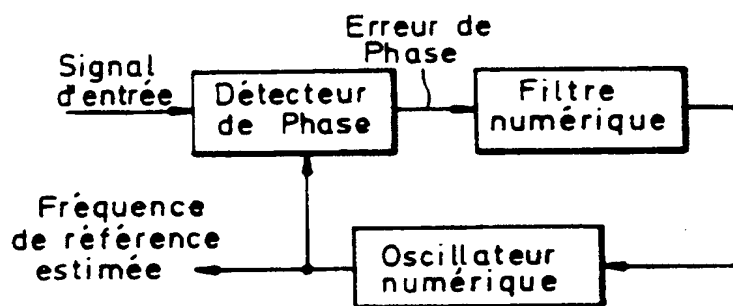 Erreur de
Phase
Signal
d'entrée
Détecteur
de Phase
Filtre
numérique
Fréquence
de référence
estimée
Oscillateur
numérique